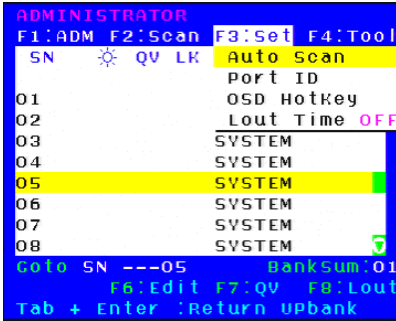 ADMINISTRATOR
F1:ADM F2:Scan F3:Set F4:Tool
SN QV LK Auto Scan
Port ID
01 OSD HotKey
02 Lout Time OFF
03 SYSTEM
04 SYSTEM
05 SYSTEM
06 SYSTEM
07 SYSTEM
08 SYSTEM
Goto SN ---05 BankSum:01
F6:Edit F7:QV F8:Lout
Tab + Enter :Return UPbank